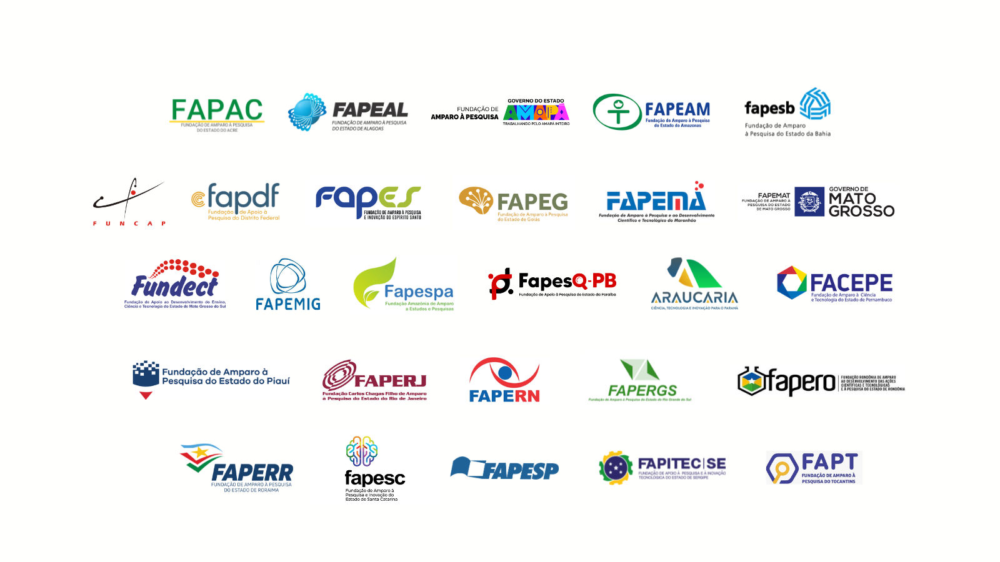 FAPAC
FUNDAÇÃO DE AMPARO À PESQUISA
DO ESTADO DO ACRE
FAPEAL
FUNDAÇÃO DE AMPARO À PESQUISA
DO ESTADO DE ALAGOAS
FUNDAÇÃO DE
AMPARO À PESQUISA
GOVERNO DO ESTADO
AMAPÁ
TRABALHANDO PELO AMAPÁ INTEIRO
FAPEAM
Fundação de Amparo à Pesquisa
do Estado do Amazonas
fapesb
Fundação de Amparo
à Pesquisa do Estado da Bahia
FUNCAP
fapdf
Fundação de Apoio à
Pesquisa do Distrito Federal
FAPES
FUNDAÇÃO DE AMPARO À PESQUISA
E INOVAÇÃO DO ESPÍRITO SANTO
FAPEG
Fundação de Amparo à Pesquisa
do Estado de Goiás
FAPEMA
Fundação de Amparo à Pesquisa e ao Desenvolvimento
Científico e Tecnológico do Maranhão
FAPEMAT
FUNDAÇÃO DE AMPARO À
PESQUISA DO ESTADO
DE MATO GROSSO
GOVERNO DE
MATO
GROSSO
Fundect
Fundação de Apoio ao Desenvolvimento do Ensino,
Ciência e Tecnologia do Estado de Mato Grosso do Sul
FAPEMIG
Fapespa
Fundação Amazônia de Amparo
a Estudos e Pesquisas
FapesQ-PB
Fundação de Apoio à Pesquisa do Estado da Paraíba
ARAUCÁRIA
CIÊNCIA, TECNOLOGIA E INOVAÇÃO PARA O PARANÁ
FACEPE
Fundação de Amparo à Ciência
e Tecnologia do Estado de Pernambuco
Fundação de Amparo à
Pesquisa do Estado do Piauí
FAPERJ
Fundação Carlos Chagas Filho de Amparo
à Pesquisa do Estado do Rio de Janeiro
FAPERN
FAPERGS
Fundação de Amparo à Pesquisa do Estado do Rio Grande do Sul
fapero
FUNDAÇÃO RONDÔNIA DE AMPARO
AO DESENVOLVIMENTO DAS AÇÕES
CIENTÍFICAS E TECNOLÓGICAS
E À PESQUISA DO ESTADO DE RONDÔNIA
FAPERR
FUNDAÇÃO DE AMPARO À PESQUISA
DO ESTADO DE RORAIMA
fapesc
Fundação de Amparo à
Pesquisa e Inovação do
Estado de Santa Catarina
FAPESP
FAPITEC|SE
FUNDAÇÃO DE APOIO À PESQUISA E À INOVAÇÃO
TECNOLÓGICA DO ESTADO DE SERGIPE
FAPT
FUNDAÇÃO DE AMPARO À
PESQUISA DO TOCANTINS